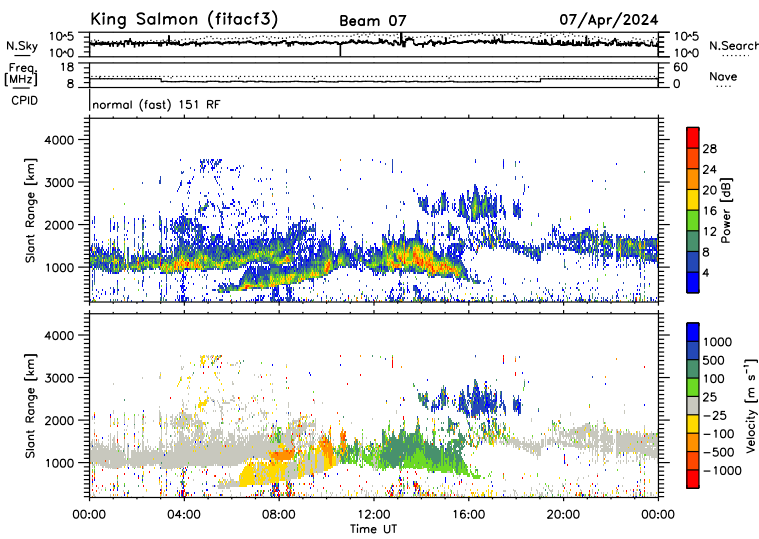 King Salmon (fitacf3) Beam 07 07/Apr/2024
N.Sky 10^5 10^0 10^5 10^0 N.Search
Freq. [MHz] 18 8 60 0 Nave
CPID normal (fast) 151 RF
Slant Range [km] 4000 3000 2000 1000
Power [dB] 28 24 20 16 12 8 4
Slant Range [km] 4000 3000 2000 1000
Velocity [m s⁻¹] 1000 500 100 25 −25 −100 −500 −1000
00:00 04:00 08:00 12:00 16:00 20:00 00:00
Time UT